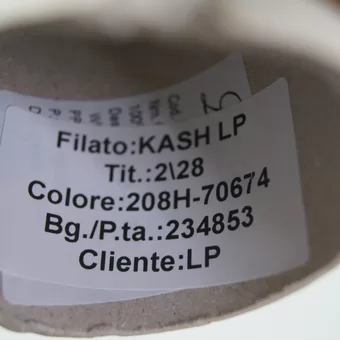 Filato:KASH LP
Tit.:2\28
Colore:208H-70674
Bg./P.ta.:234853
Cliente:LP